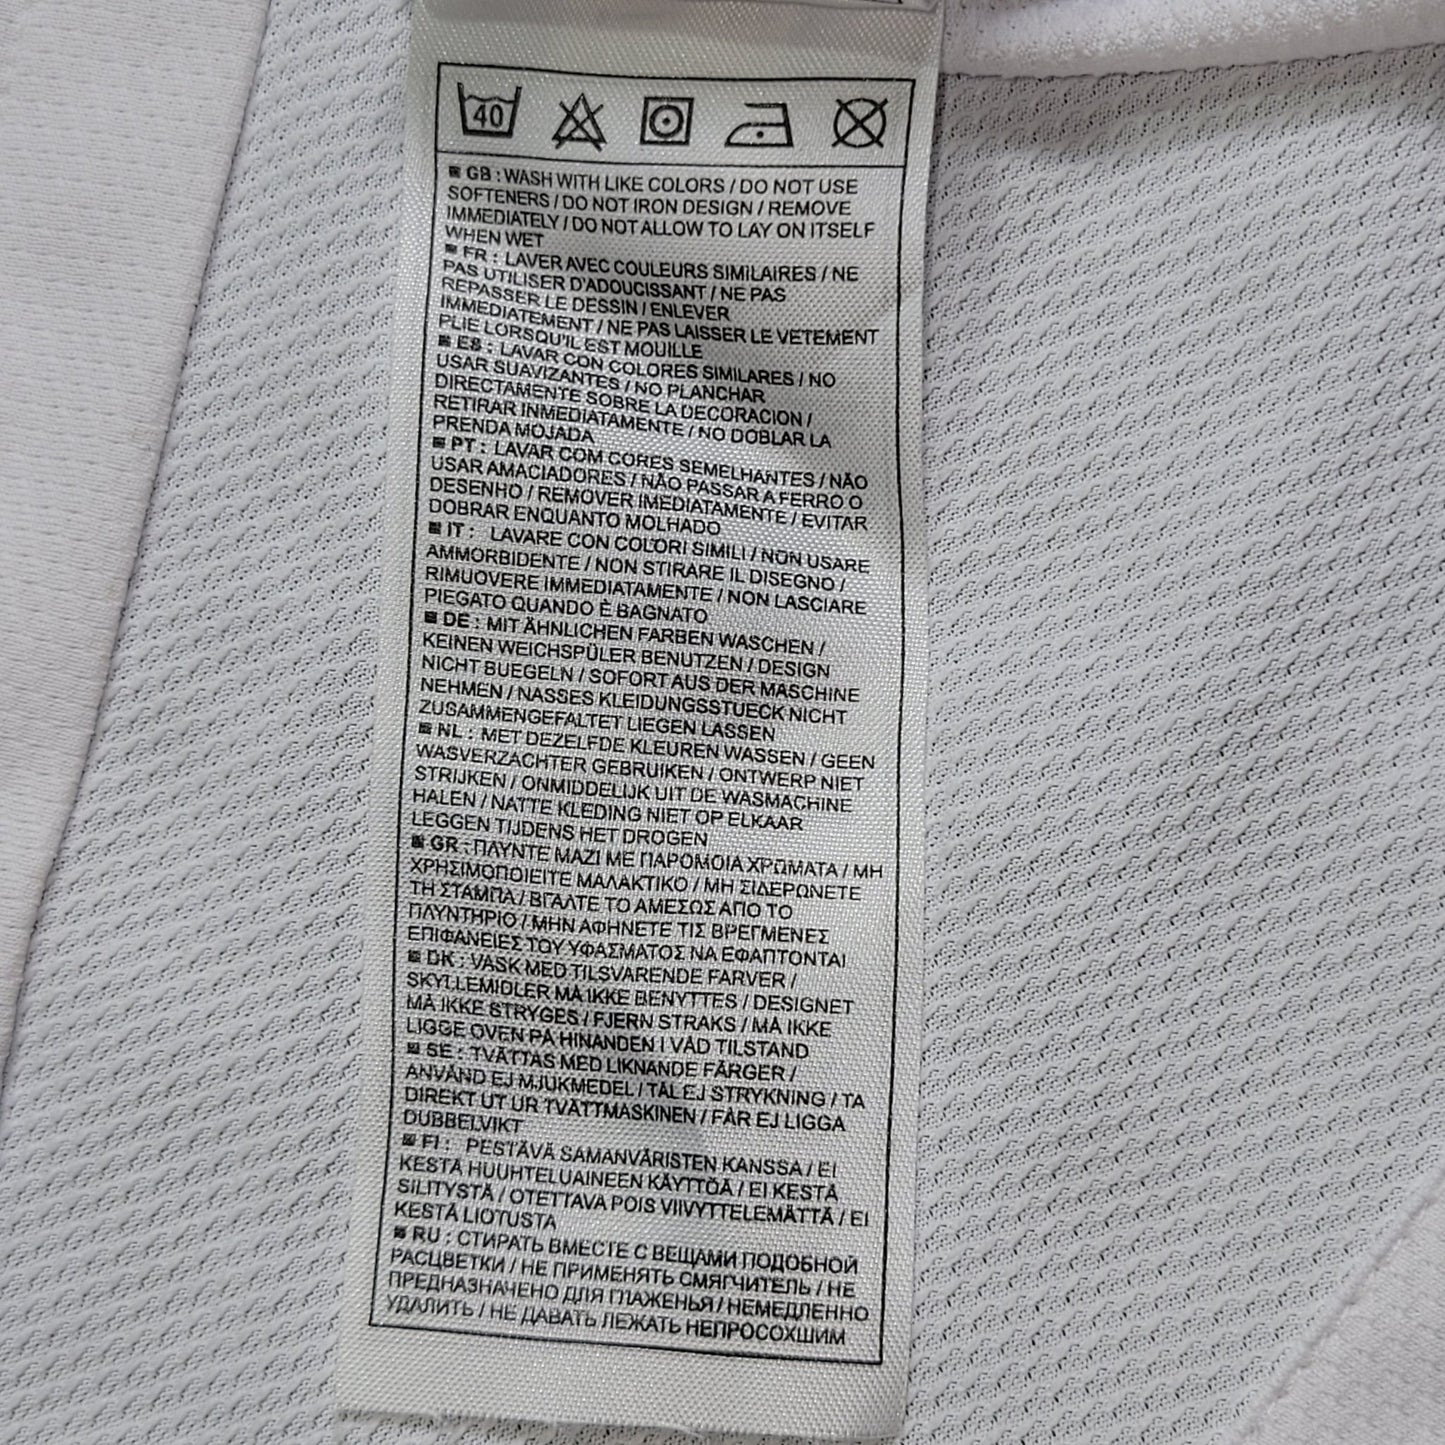 40
GB : WASH WITH LIKE COLORS / DO NOT USE
SOFTENERS / DO NOT IRON DESIGN / REMOVE
IMMEDIATELY / DO NOT ALLOW TO LAY ON ITSELF
WHEN WET
FR : LAVER AVEC COULEURS SIMILAIRES / NE
PAS UTILISER D'ADOUCISSANT / NE PAS
REPASSER LE DESSIN / ENLEVER
IMMEDIATEMENT / NE PAS LAISSER LE VETEMENT
PLIE LORSQU'IL EST MOUILLE
ES : LAVAR CON COLORES SIMILARES / NO
USAR SUAVIZANTES / NO PLANCHAR
DIRECTAMENTE SOBRE LA DECORACION /
RETIRAR INMEDIATAMENTE / NO DOBLAR LA
PRENDA MOJADA
PT : LAVAR COM CORES SEMELHANTES / NÃO
USAR AMACIADORES / NÃO PASSAR A FERRO O
DESENHO / REMOVER IMEDIATAMENTE / EVITAR
DOBRAR ENQUANTO MOLHADO
IT : LAVARE CON COLORI SIMILI / NON USARE
AMMORBIDENTE / NON STIRARE IL DISEGNO /
RIMUOVERE IMMEDIATAMENTE / NON LASCIARE
PIEGATO QUANDO È BAGNATO
DE : MIT ÄHNLICHEN FARBEN WASCHEN /
KEINEN WEICHSPÜLER BENUTZEN / DESIGN
NICHT BUEGELN / SOFORT AUS DER MASCHINE
NEHMEN / NASSES KLEIDUNGSSTUECK NICHT
ZUSAMMENGEFALTET LIEGEN LASSEN
NL : MET DEZELFDE KLEUREN WASSEN / GEEN
WASVERZACHTER GEBRUIKEN / ONTWERP NIET
STRIJKEN / ONMIDDELIJK UIT DE WASMACHINE
HALEN / NATTE KLEDING NIET OP ELKAAR
LEGGEN TIJDENS HET DROGEN
GR : ΠΛΥΝΤΕ ΜΑΖΙ ΜΕ ΠΑΡΟΜΟΙΑ ΧΡΩΜΑΤΑ / ΜΗ
ΧΡΗΣΙΜΟΠΟΙΕΙΤΕ ΜΑΛΑΚΤΙΚΟ / ΜΗ ΣΙΔΕΡΩΝΕΤΕ
ΤΗ ΣΤΑΜΠΑ / ΒΓΑΛΤΕ ΤΟ ΑΜΕΣΩΣ ΑΠΟ ΤΟ
ΠΛΥΝΤΗΡΙΟ / ΜΗΝ ΑΦΗΝΕΤΕ ΤΙΣ ΒΡΕΓΜΕΝΕΣ
ΕΠΙΦΑΝΕΙΕΣ ΤΟΥ ΥΦΑΣΜΑΤΟΣ ΝΑ ΕΦΑΠΤΟΝΤΑΙ
DK : VASK MED TILSVARENDE FARVER /
SKYLLEMIDLER MÅ IKKE BENYTTES / DESIGNET
MÅ IKKE STRYGES / FJERN STRAKS / MÅ IKKE
LIGGE OVEN PÅ HINANDEN I VÅD TILSTAND
SE : TVÄTTAS MED LIKNANDE FÄRGER /
ANVÄND EJ MJUKMEDEL / TÅL EJ STRYKNING / TA
DIREKT UT UR TVÄTTMASKINEN / FÅR EJ LIGGA
DUBBELVIKT
FI : PESTÄVÄ SAMANVÄRISTEN KANSSA / EI
KESTÄ HUUHTELUAINEEN KÄYTTÖÄ / EI KESTÄ
SILITYSTÄ / OTETTAVA POIS VIIVYTTELEMÄTTÄ / EI
KESTÄ LIOTUSTA
RU : СТИРАТЬ ВМЕСТЕ С ВЕЩАМИ ПОДОБНОЙ
РАСЦВЕТКИ / НЕ ПРИМЕНЯТЬ СМЯГЧИТЕЛЬ / НЕ
ПРЕДНАЗНАЧЕНО ДЛЯ ГЛАЖЕНЬЯ / НЕМЕДЛЕННО
УДАЛИТЬ / НЕ ДАВАТЬ ЛЕЖАТЬ НЕПРОСОХШИМ